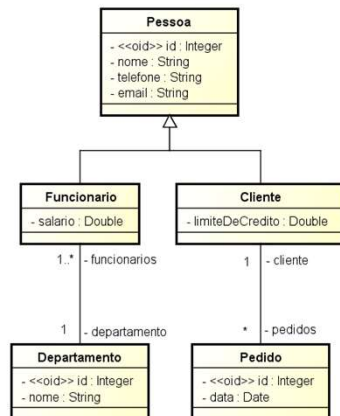 Pessoa
- <<oid>> id : Integer
- nome : String
- telefone : String
- email : String
Funcionario
- salario : Double
Cliente
- limiteDeCredito : Double
1..* - funcionarios
1 - cliente
1 - departamento
* - pedidos
Departamento
- <<oid>> id : Integer
- nome : String
Pedido
- <<oid>> id : Integer
- data : Date